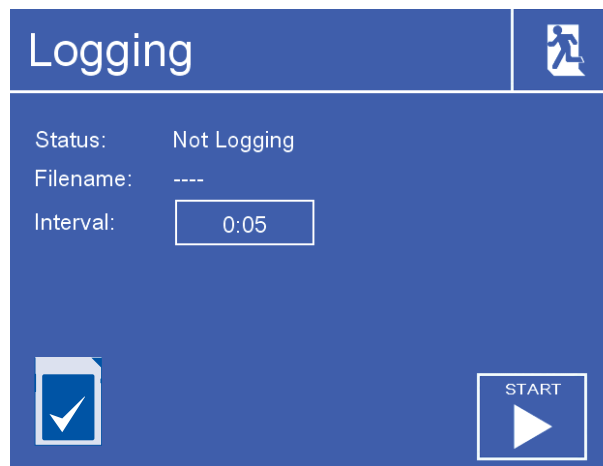 Logging
Status: Not Logging
Filename: ----
Interval: 0:05
START